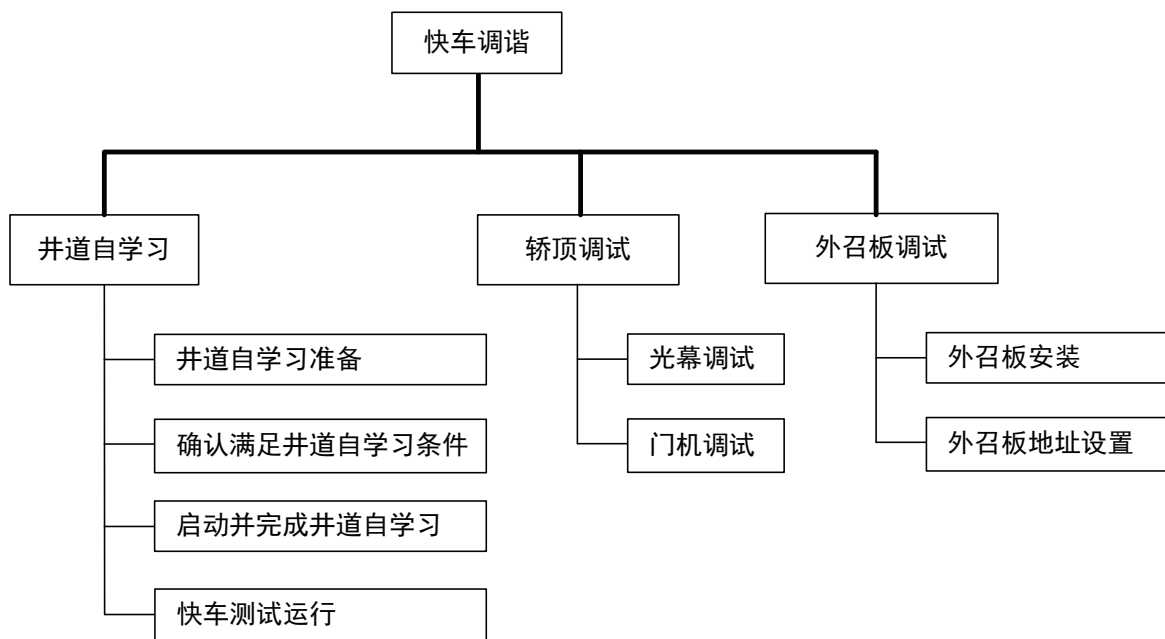 快车调谐
井道自学习
轿顶调试
外召板调试
井道自学习准备
光幕调试
外召板安装
确认满足井道自学习条件
门机调试
外召板地址设置
启动并完成井道自学习
快车测试运行